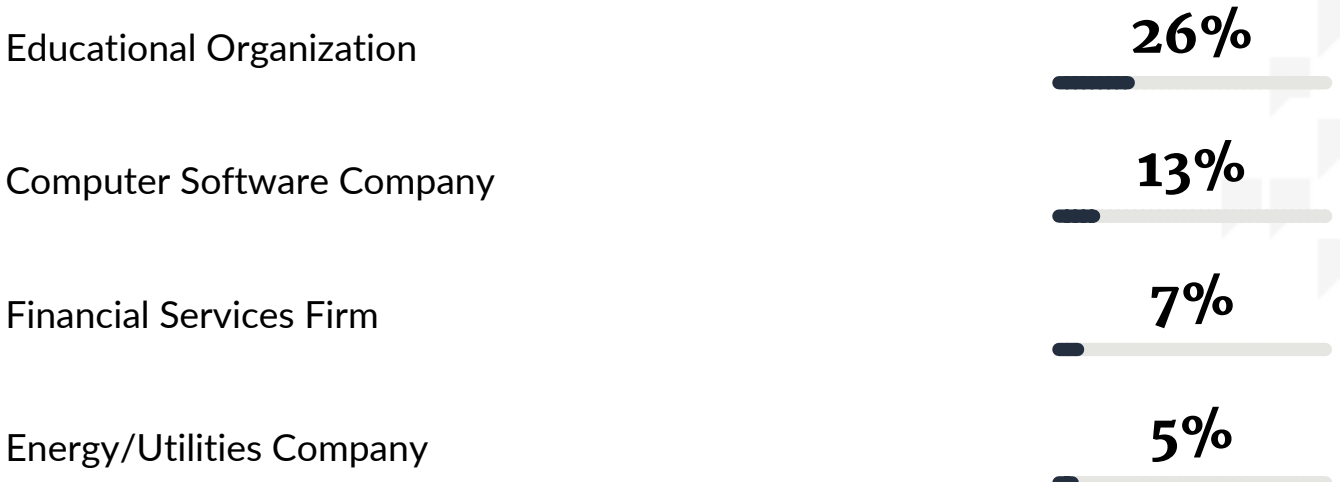 Educational Organization
26%
Computer Software Company
13%
Financial Services Firm
7%
Energy/Utilities Company
5%